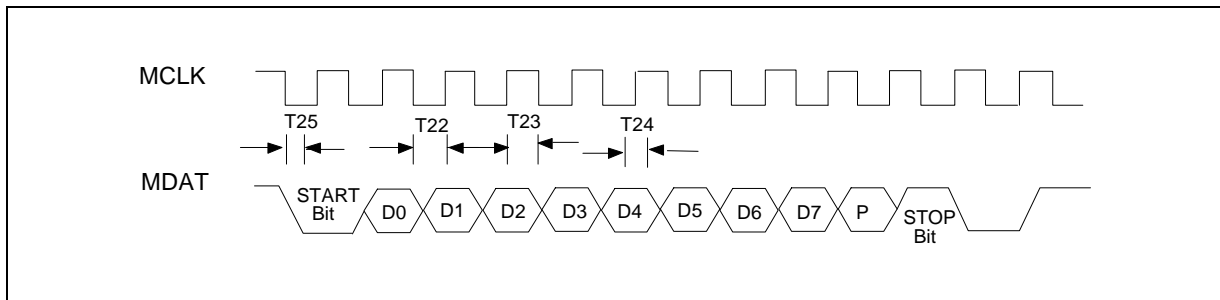 MCLK
T25
T22
T23
T24
MDAT
START
Bit
D0
D1
D2
D3
D4
D5
D6
D7
P
STOP
Bit